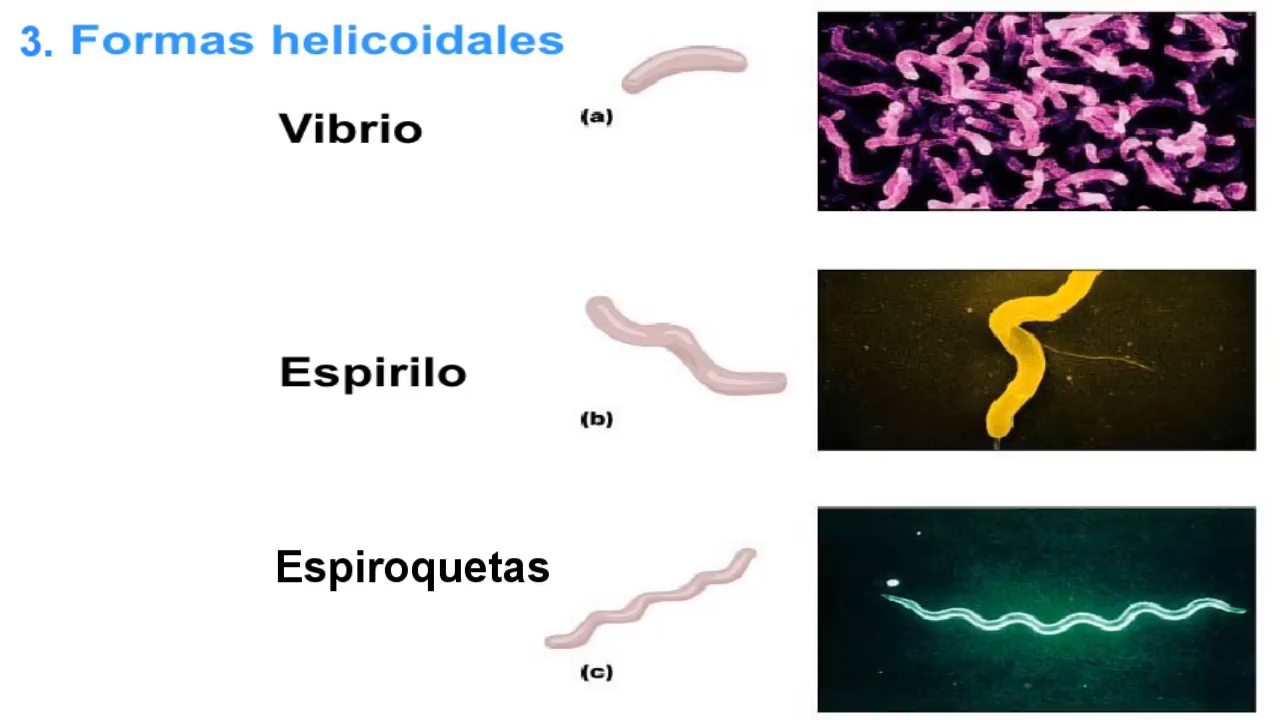 3. Formas helicoidales
Vibrio
(a)
Espirilo
(b)
Espiroquetas
(c)